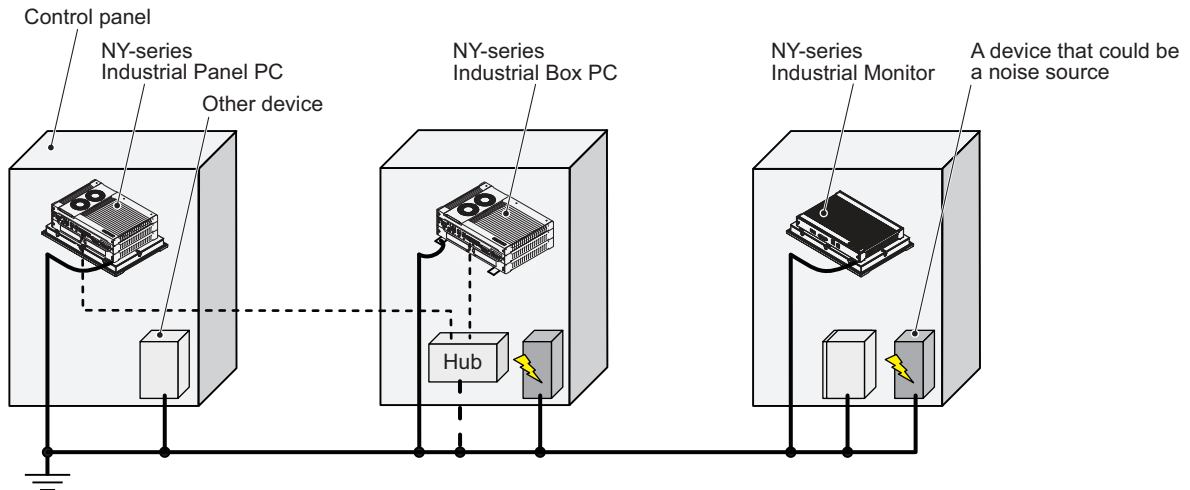 Control panel
NY-series
Industrial Panel PC
Other device
NY-series
Industrial Box PC
NY-series
Industrial Monitor
A device that could be
a noise source
Hub